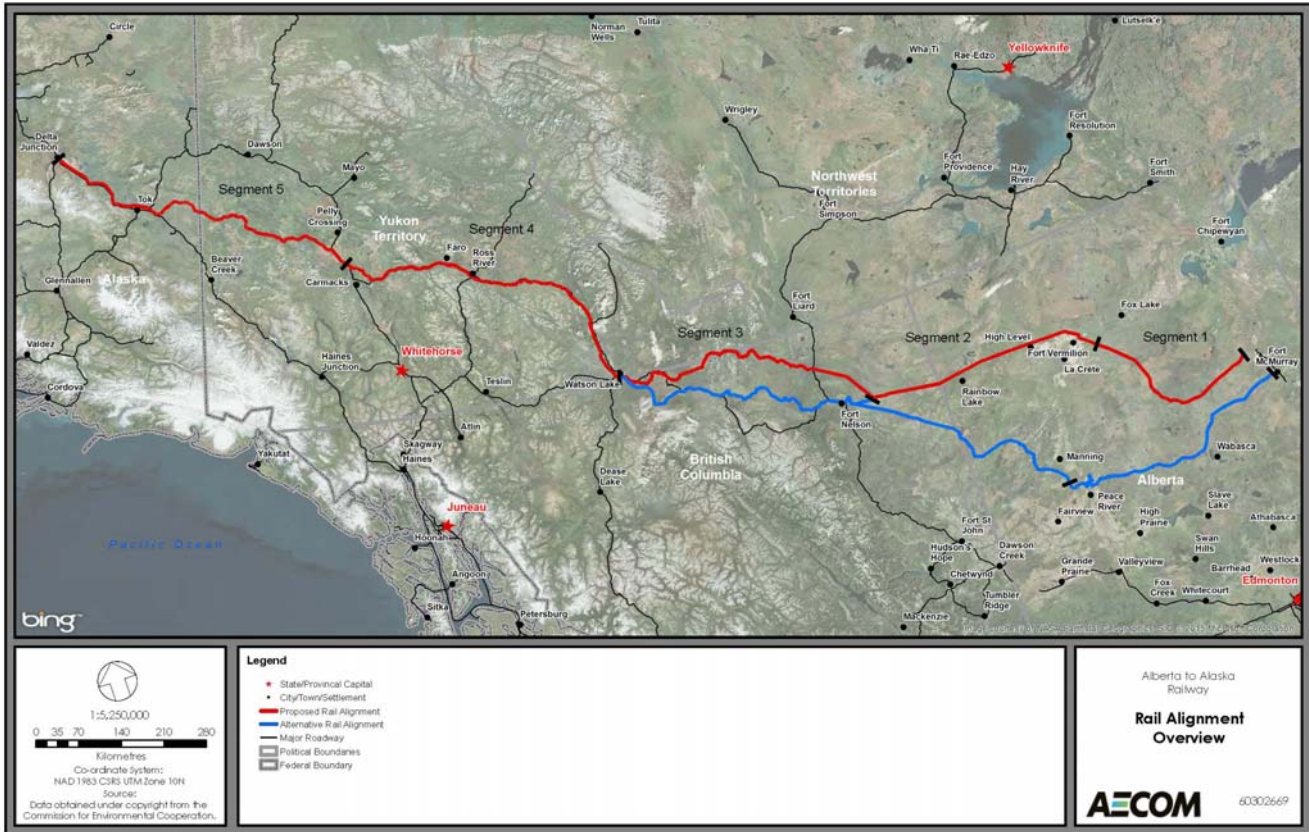 Circle
Norman
Wells
Tulita
Lutselk'e
Wha Ti
Rae-Edzo
Yellowknife
Wrigley
Delta
Junction
Dawson
Mayo
Fort
Resolution
Fort
Providence
Hay
River
Fort
Smith
Northwest
Territories
Fort
Simpson
Segment 5
Tok
Pelly
Crossing
Yukon
Territory
Segment 4
Faro
Ross
River
Fort
Chipewyan
Beaver
Creek
Carmacks
Glennallen
Alaska
Fort
Liard
Fox Lake
Segment 3
Segment 2
High Level
Segment 1
Fort Vermilion
La Crete
Fort
McMurray
Valdez
Whitehorse
Haines
Junction
Cordova
Teslin
Watson Lake
Rainbow
Lake
Fort
Nelson
Atlin
Skagway
Haines
Yakutat
British
Columbia
Dease
Lake
Manning
Wabasca
Alberta
Peace
River
Juneau
Hoonah
Pacific Ocean
Fairview
High
Prairie
Slave
Lake
Athabasca
Fort St
John
Hudson's
Hope
Dawson
Creek
Swan
Hills
Westlock
Barrhead
Edmonton
Angoon
Chetwynd
Grande
Prairie
Valleyview
Fox
Creek
Whitecourt
Sitka
Petersburg
Tumbler
Ridge
Mackenzie
bing™
1:5,250,000
0 35 70 140 210 280
Kilometres
Co-ordinate System:
NAD 1983 CSRS UTM Zone 10N
Source:
Data obtained under copyright from the
Commission for Environmental Cooperation.
Legend
State/Provincal Capital
City/Town/Settlement
Proposed Rail Alignment
Alternative Rail Alignment
Major Roadway
Political Boundaries
Federal Boundary
Alberta to Alaska
Railway
Rail Alignment
Overview
AECOM
60302669